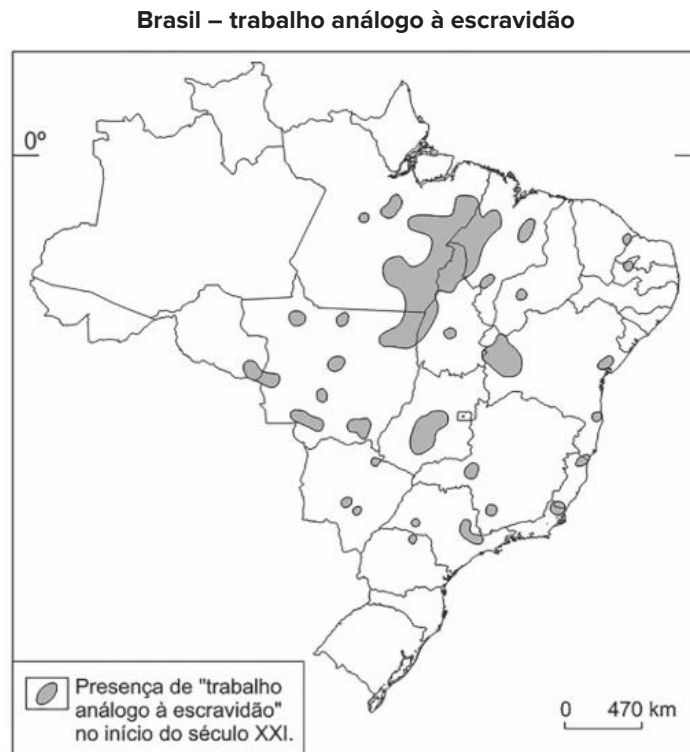 Brasil – trabalho análogo à escravidão
0º
Presença de "trabalho
análogo à escravidão"
no início do século XXI.
0 470 km